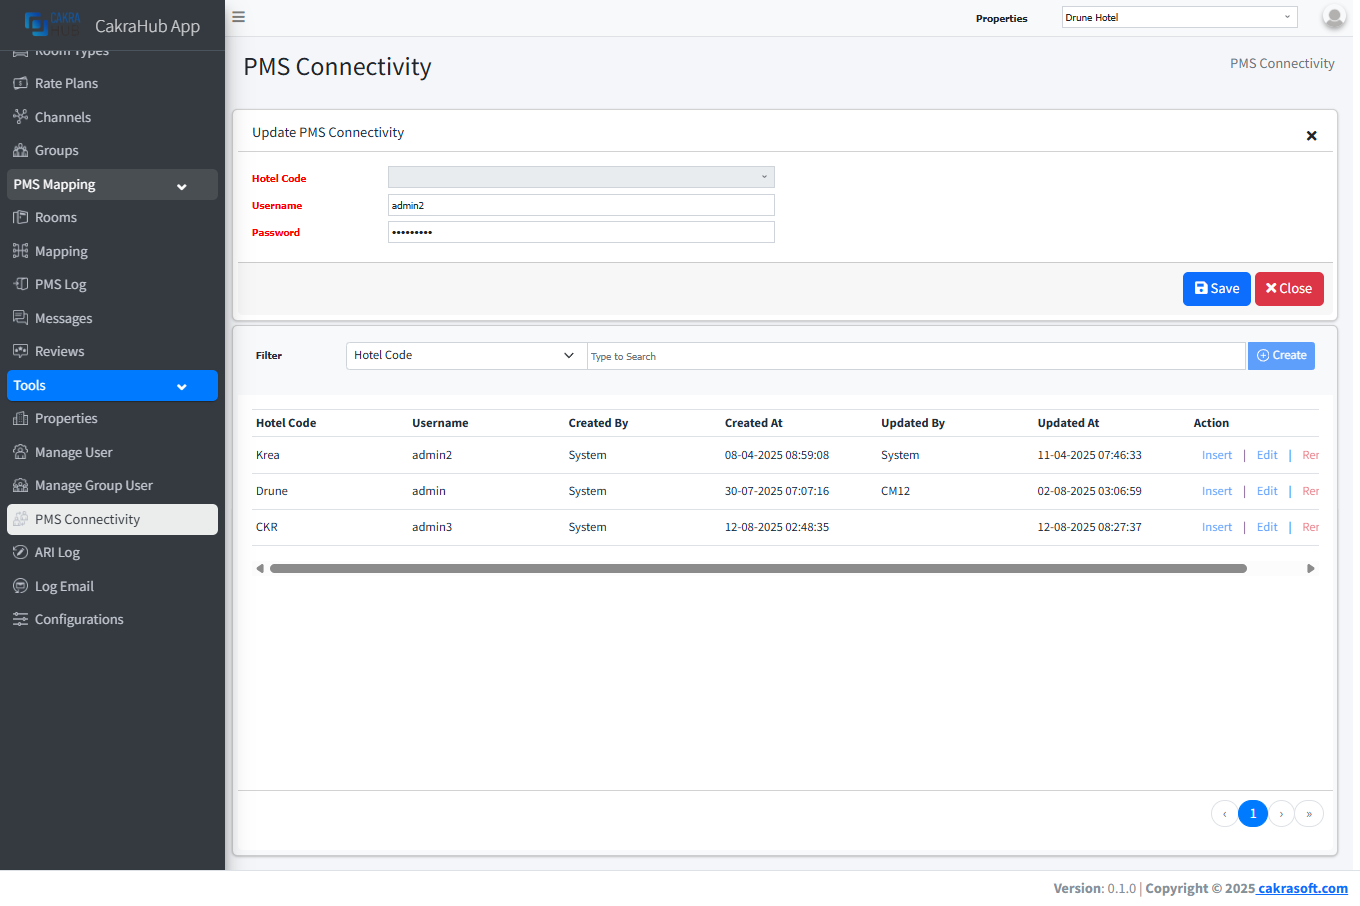 CAKRA
HUB
CakraHub App
Properties
Drune Hotel
Room Types
Rate Plans
Channels
Groups
PMS Mapping
Rooms
Mapping
PMS Log
Messages
Reviews
Tools
Properties
Manage User
Manage Group User
PMS Connectivity
ARI Log
Log Email
Configurations
PMS Connectivity
PMS Connectivity
Update PMS Connectivity
Hotel Code
Username admin2
Password •••••••••
Save Close
Filter Hotel Code Type to Search Create
Hotel Code Username Created By Created At Updated By Updated At Action
Krea admin2 System 08-04-2025 08:59:08 System 11-04-2025 07:46:33 Insert | Edit | Rer
Drune admin System 30-07-2025 07:07:16 CM12 02-08-2025 03:06:59 Insert | Edit | Rer
CKR admin3 System 12-08-2025 02:48:35 12-08-2025 08:27:37 Insert | Edit | Rer
‹ 1 › »
Version: 0.1.0 | Copyright © 2025 cakrasoft.com